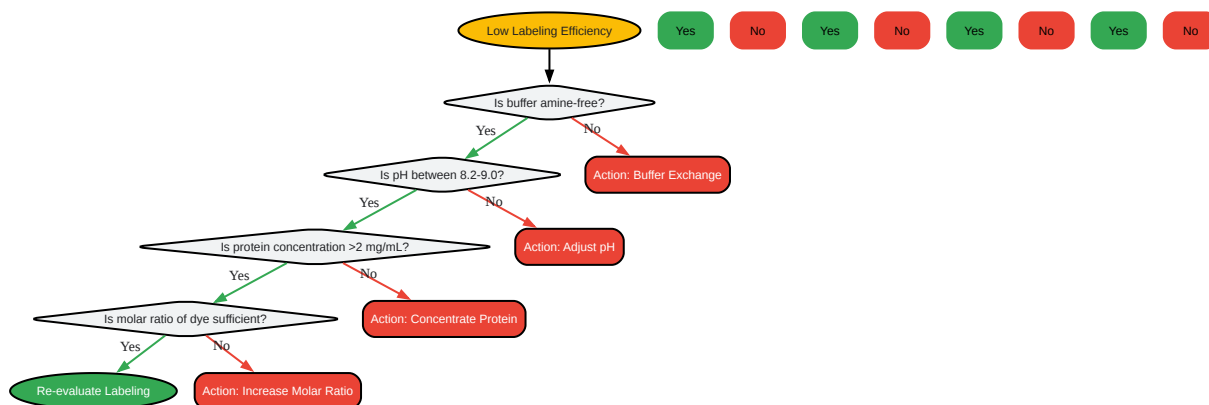 Low Labeling Efficiency
Yes
No
Yes
No
Yes
No
Yes
No
Is buffer amine-free?
Yes
No
Is pH between 8.2-9.0?
Action: Buffer Exchange
Yes
No
Is protein concentration >2 mg/mL?
Action: Adjust pH
Yes
No
Is molar ratio of dye sufficient?
Action: Concentrate Protein
Yes
No
Re-evaluate Labeling
Action: Increase Molar Ratio